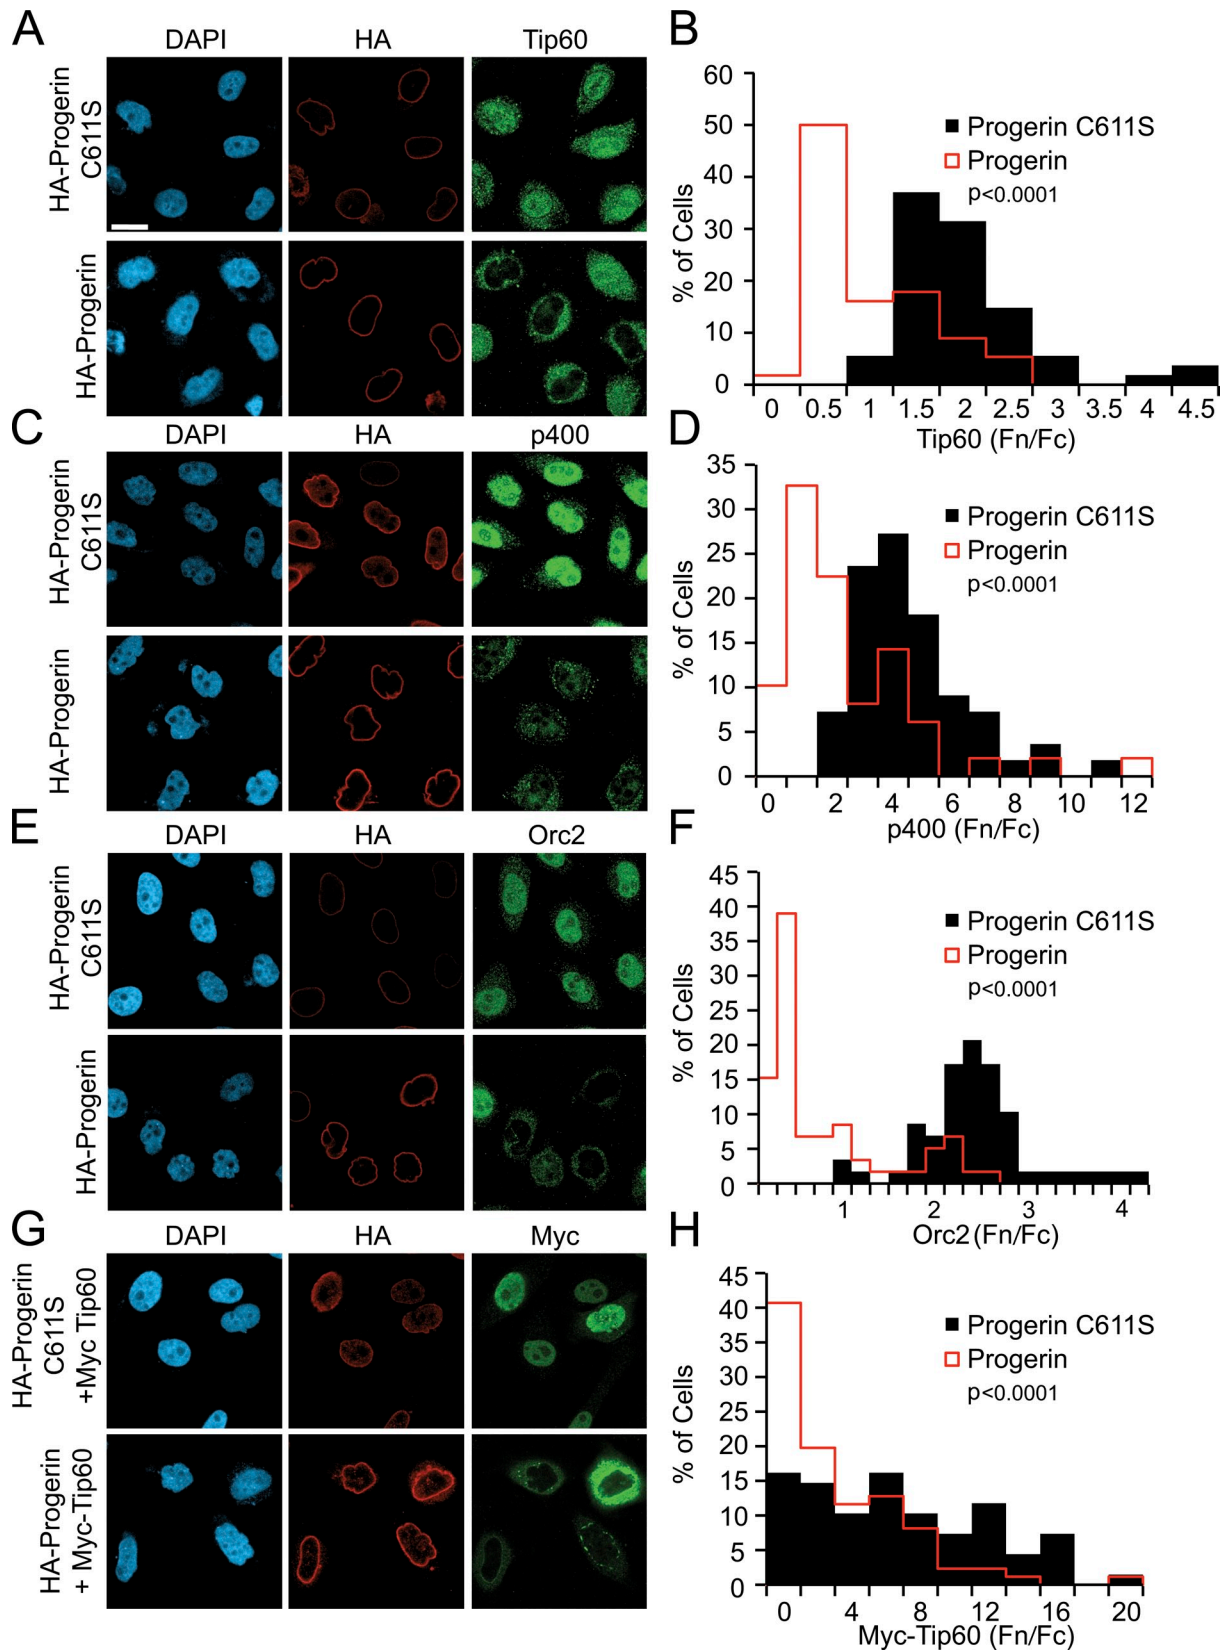 A
DAPI HA Tip60
HA-Progerin
C611S
HA-Progerin
B
60
50
40
30
20
10
0
% of Cells
Progerin C611S
Progerin
p<0.0001
0 0.5 1 1.5 2 2.5 3 3.5 4 4.5
Tip60 (Fn/Fc)
C
DAPI HA p400
HA-Progerin
C611S
HA-Progerin
D
35
30
25
20
15
10
5
0
% of Cells
Progerin C611S
Progerin
p<0.0001
0 2 4 6 8 10 12
p400 (Fn/Fc)
E
DAPI HA Orc2
HA-Progerin
C611S
HA-Progerin
F
45
40
35
30
25
20
15
10
5
0
% of Cells
Progerin C611S
Progerin
p<0.0001
1 2 3 4
Orc2 (Fn/Fc)
G
DAPI HA Myc
HA-Progerin
C611S
+Myc Tip60
HA-Progerin
+ Myc-Tip60
H
45
40
35
30
25
20
15
10
5
0
% of Cells
Progerin C611S
Progerin
p<0.0001
0 4 8 12 16 20
Myc-Tip60 (Fn/Fc)